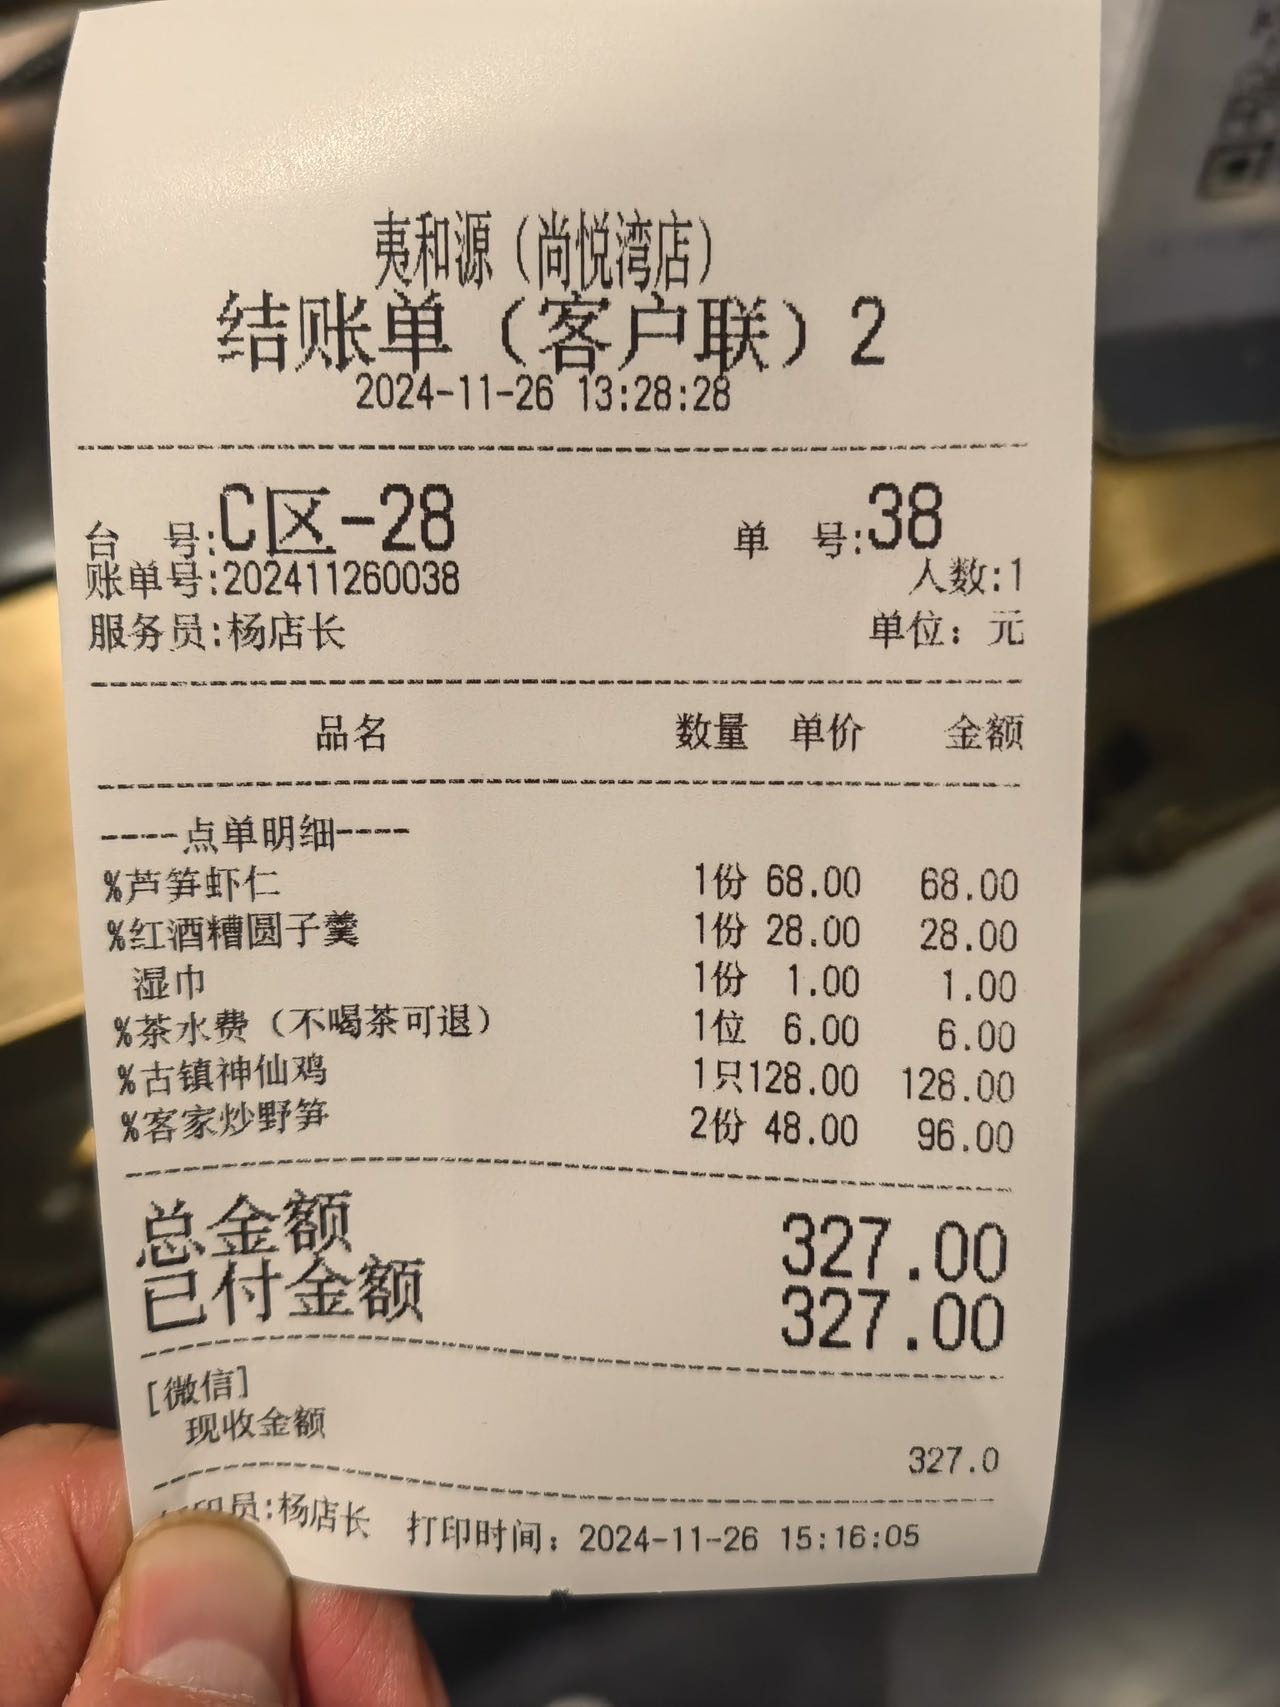 夷和源（尚悦湾店）
结账单（客户联）2
2024-11-26 13:28:28
台 号:C区-28 单 号:38
账单号:202411260038 人数:1
服务员:杨店长 单位：元
品名 数量 单价 金额
----点单明细----
%芦笋虾仁 1份 68.00 68.00
%红酒糟圆子羹 1份 28.00 28.00
湿巾 1份 1.00 1.00
%茶水费（不喝茶可退） 1位 6.00 6.00
%古镇神仙鸡 1只128.00 128.00
%客家炒野笋 2份 48.00 96.00
总金额 327.00
已付金额 327.00
[微信]
现收金额 327.0
印员:杨店长 打印时间：2024-11-26 15:16:05